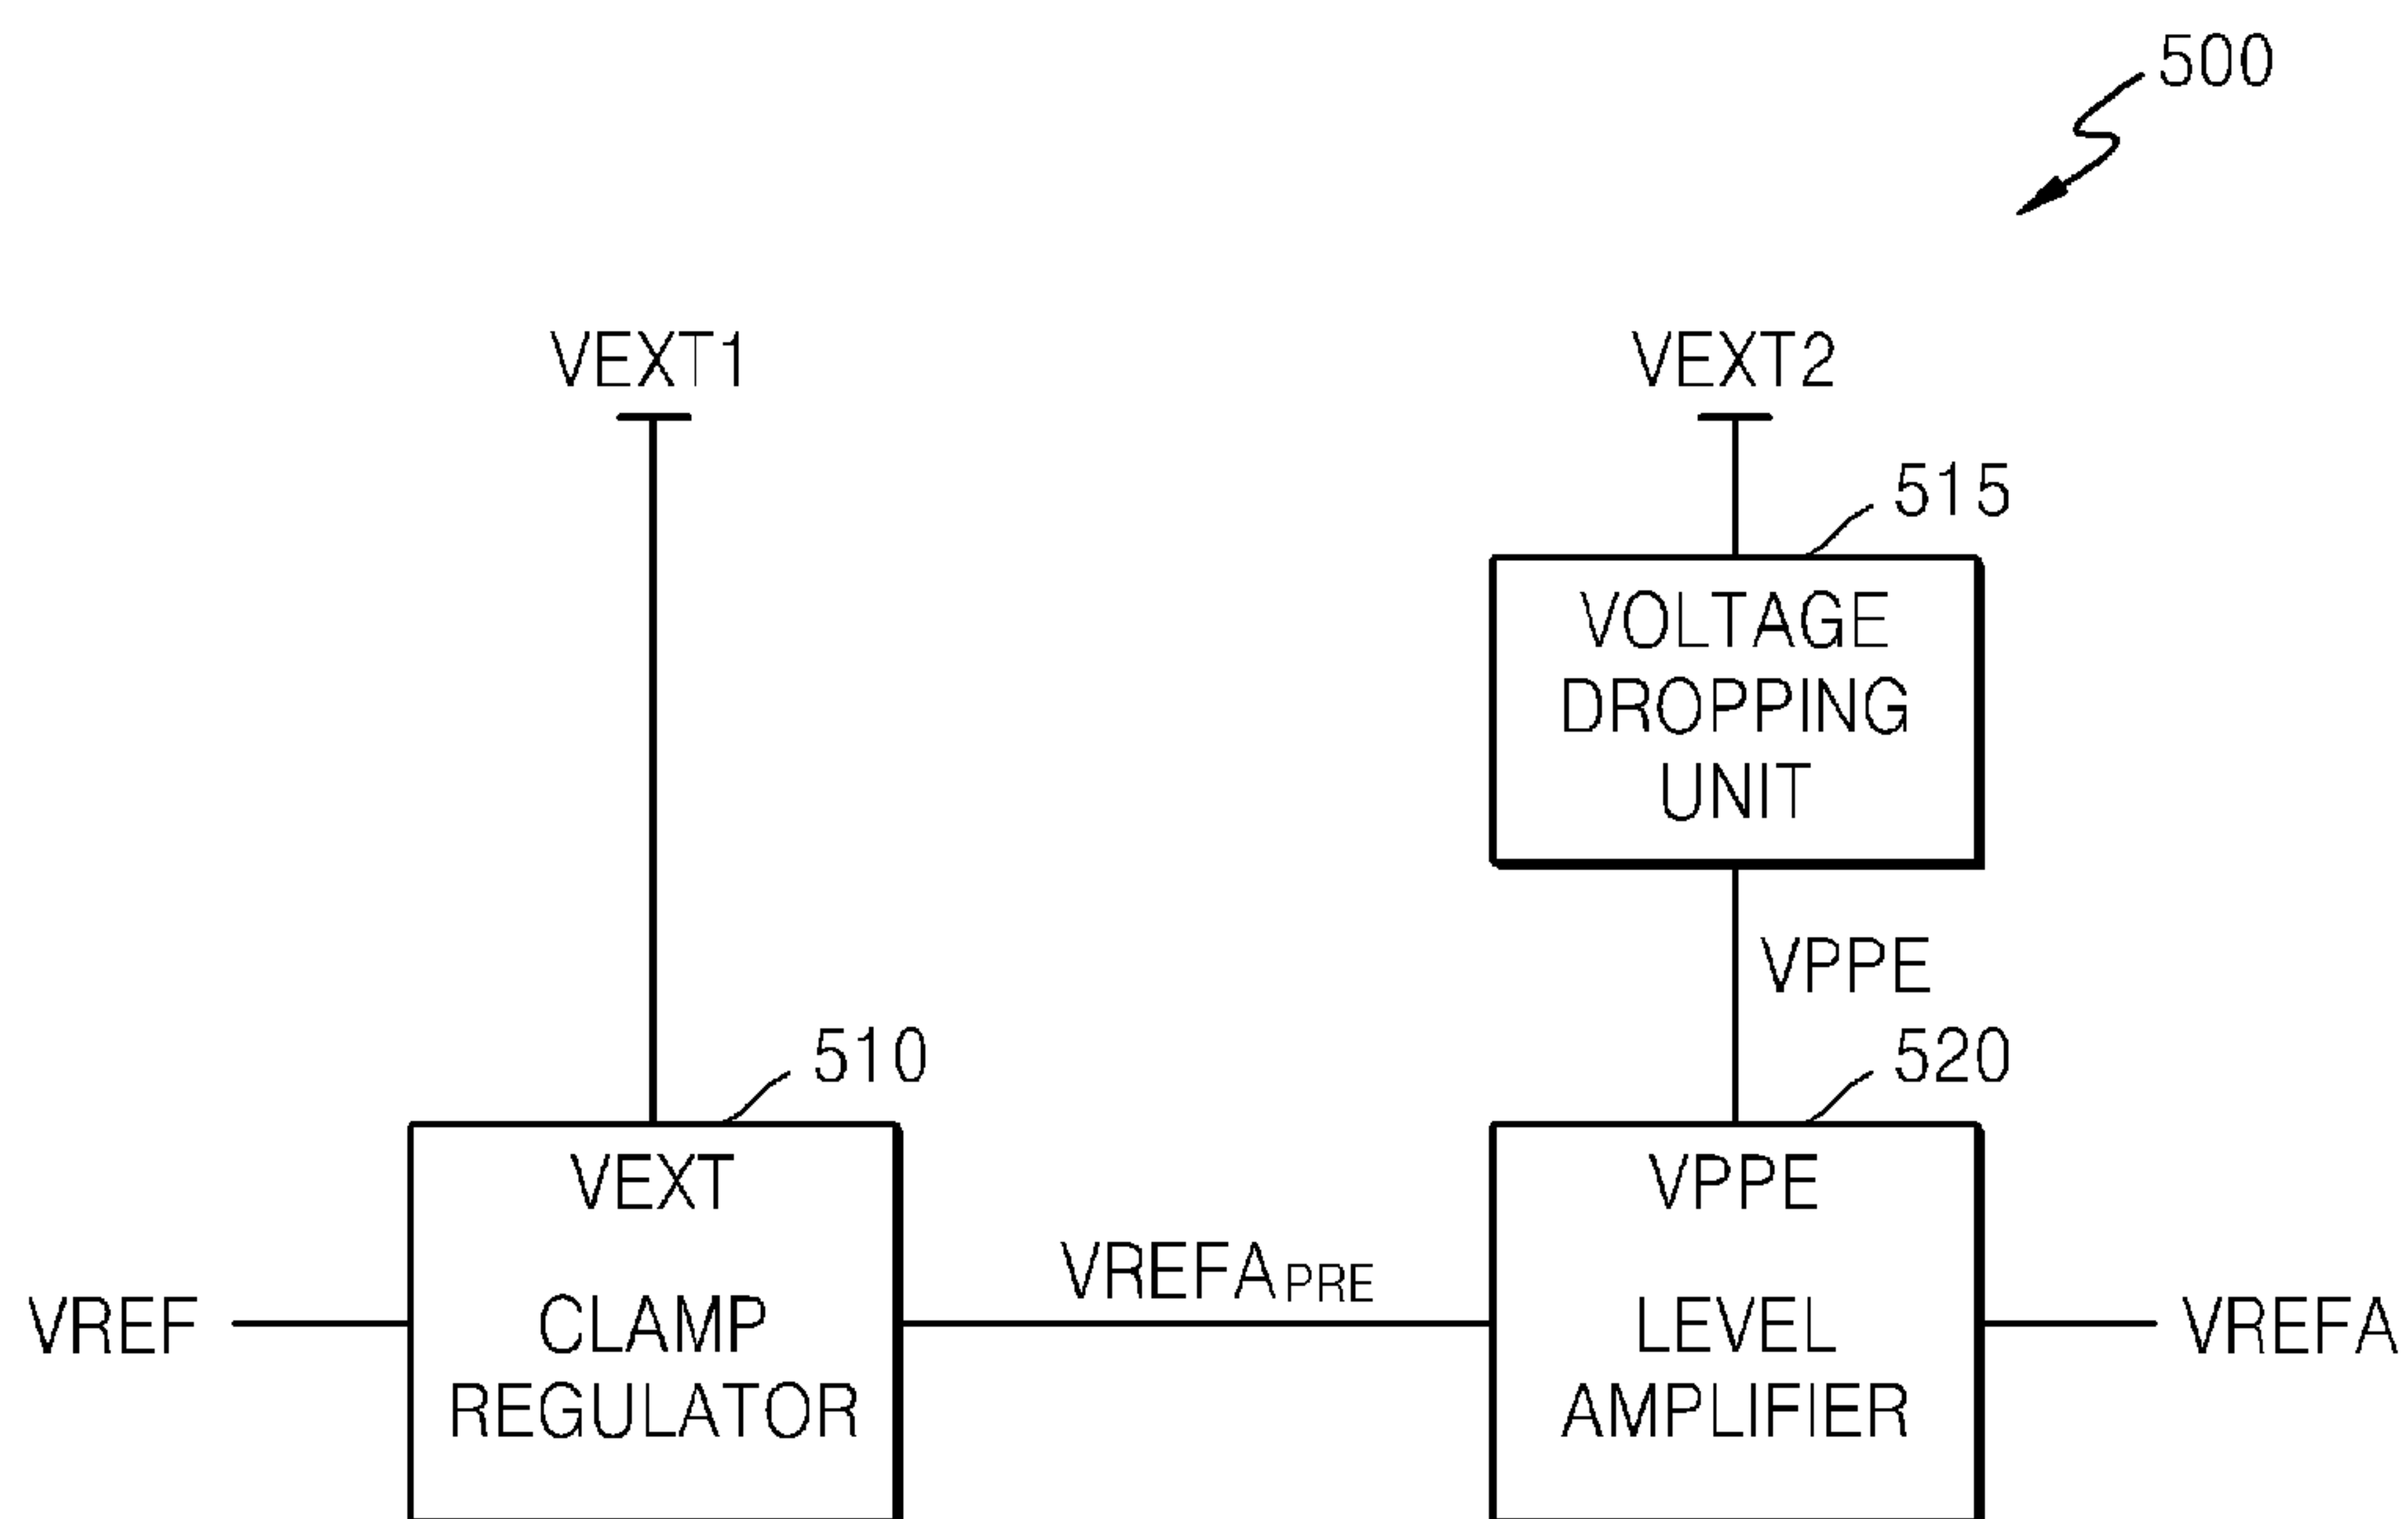 500
VEXT1
VEXT2
515
VOLTAGE
DROPPING
UNIT
VPPE
510
520
VEXT
VPPE
VREFAPRE
VREF
CLAMP
REGULATOR
LEVEL
AMPLIFIER
VREFA